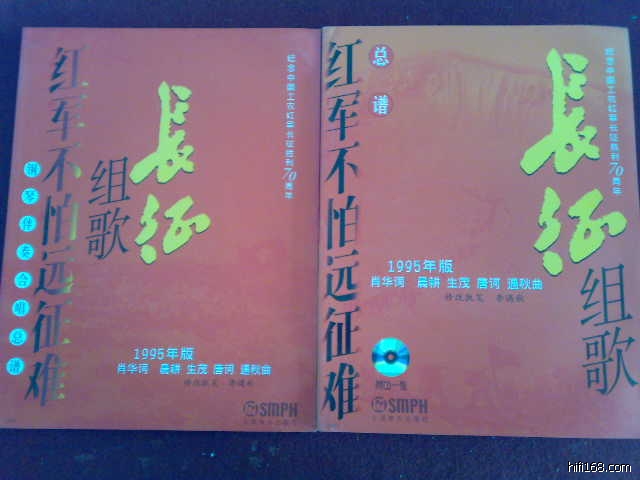 红军不怕远征难
长征
组歌
纪念中国工农红军长征胜利70周年
钢琴伴奏合唱总谱
1995年版
肖华词 晨耕 生茂 唐诃 遇秋曲
SMPH
总谱
红军不怕远征难
长征
组歌
纪念中国工农红军长征胜利70周年
1995年版
肖华词 晨耕 生茂 唐诃 遇秋曲
附CD一张
SMPH
hifi168.com